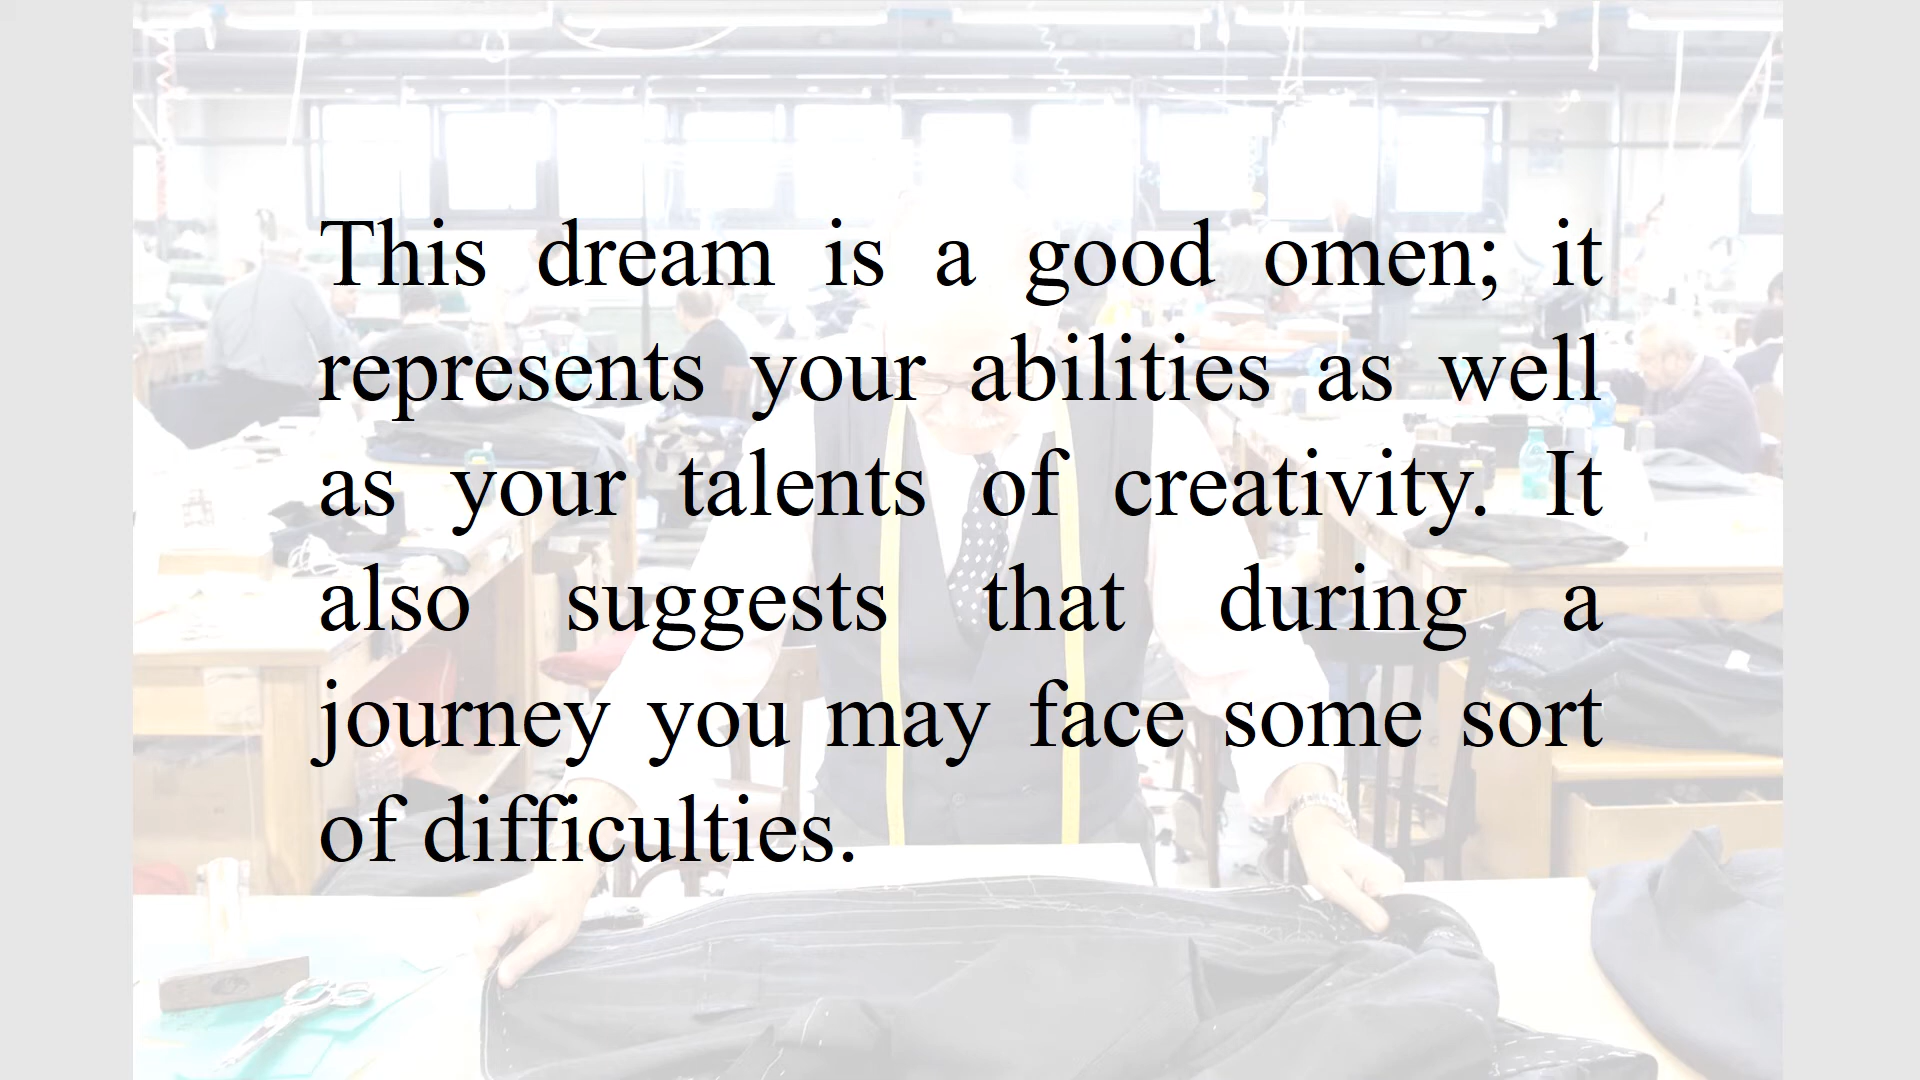 This dream is a good omen; it
represents your abilities as well
as your talents of creativity. It
also suggests that during a
journey you may face some sort
of difficulties.